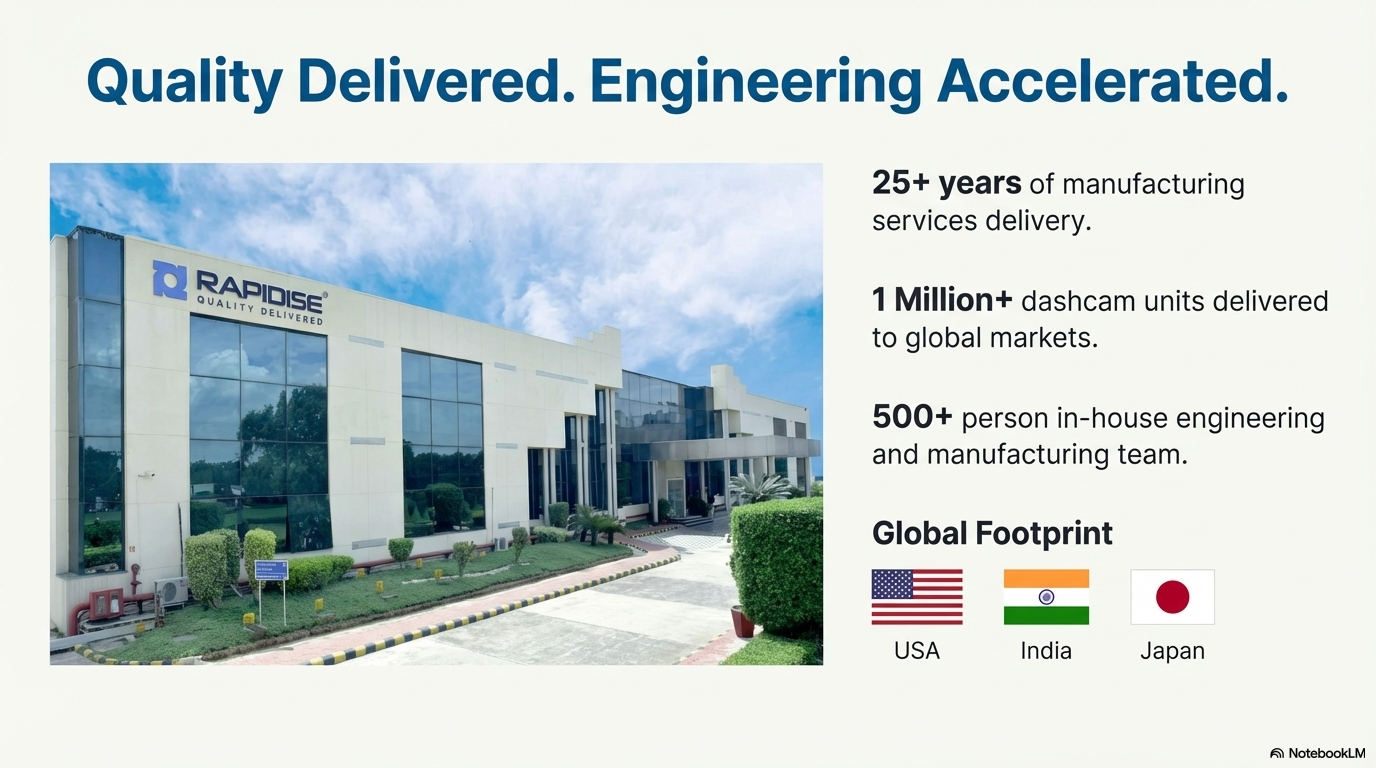 Quality Delivered. Engineering Accelerated.
RAPIDISE®
QUALITY DELIVERED
25+ years of manufacturing
services delivery.
1 Million+ dashcam units delivered
to global markets.
500+ person in-house engineering
and manufacturing team.
Global Footprint
USA
India
Japan
NotebookLM